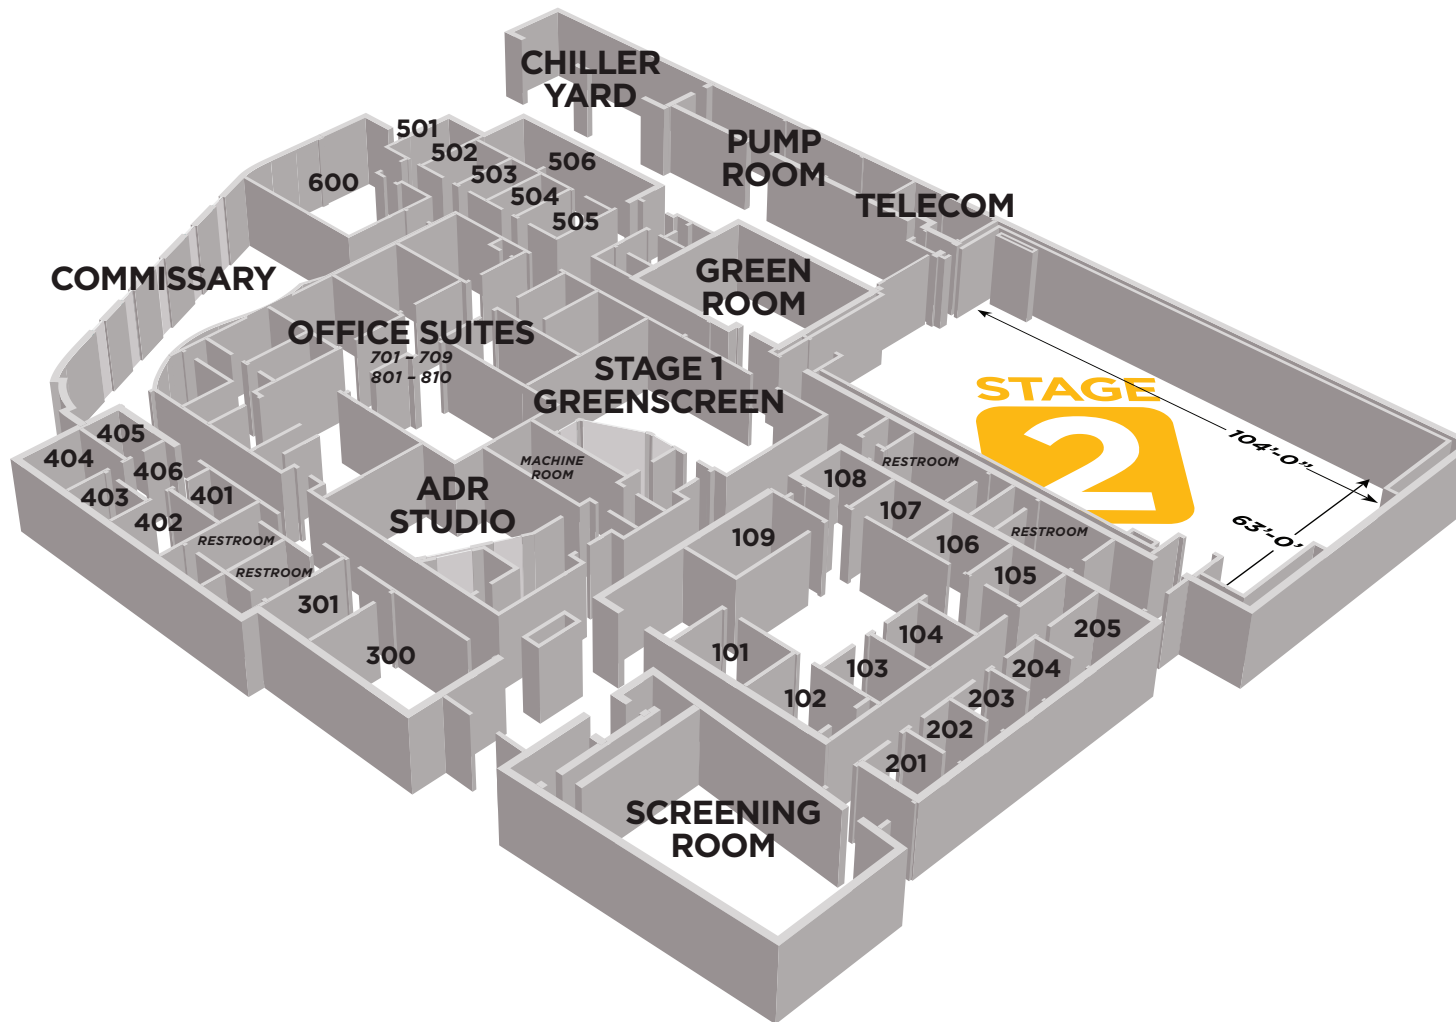 CHILLER
YARD
PUMP
ROOM
TELECOM
501
502
503
504
505
506
600
GREEN
ROOM
COMMISSARY
OFFICE SUITES
701 – 709
801 – 810
STAGE 1
GREENSCREEN
STAGE
2
104'-0"
63'-0'
MACHINE
ROOM
ADR
STUDIO
405
404
406
403
401
402
RESTROOM
RESTROOM
301
300
RESTROOM
108
107
RESTROOM
106
105
109
104
103
101
102
205
204
203
202
201
SCREENING
ROOM